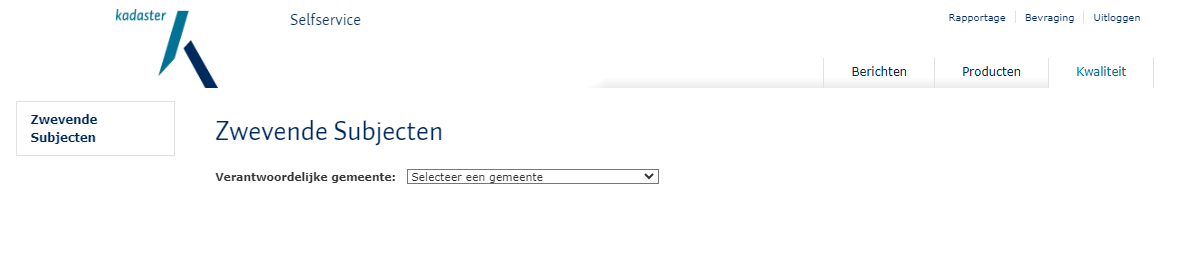 kadaster
Selfservice
Rapportage
Bevraging
Uitloggen
Berichten
Producten
Kwaliteit
Zwevende
Subjecten
Zwevende Subjecten
Verantwoordelijke gemeente: Selecteer een gemeente